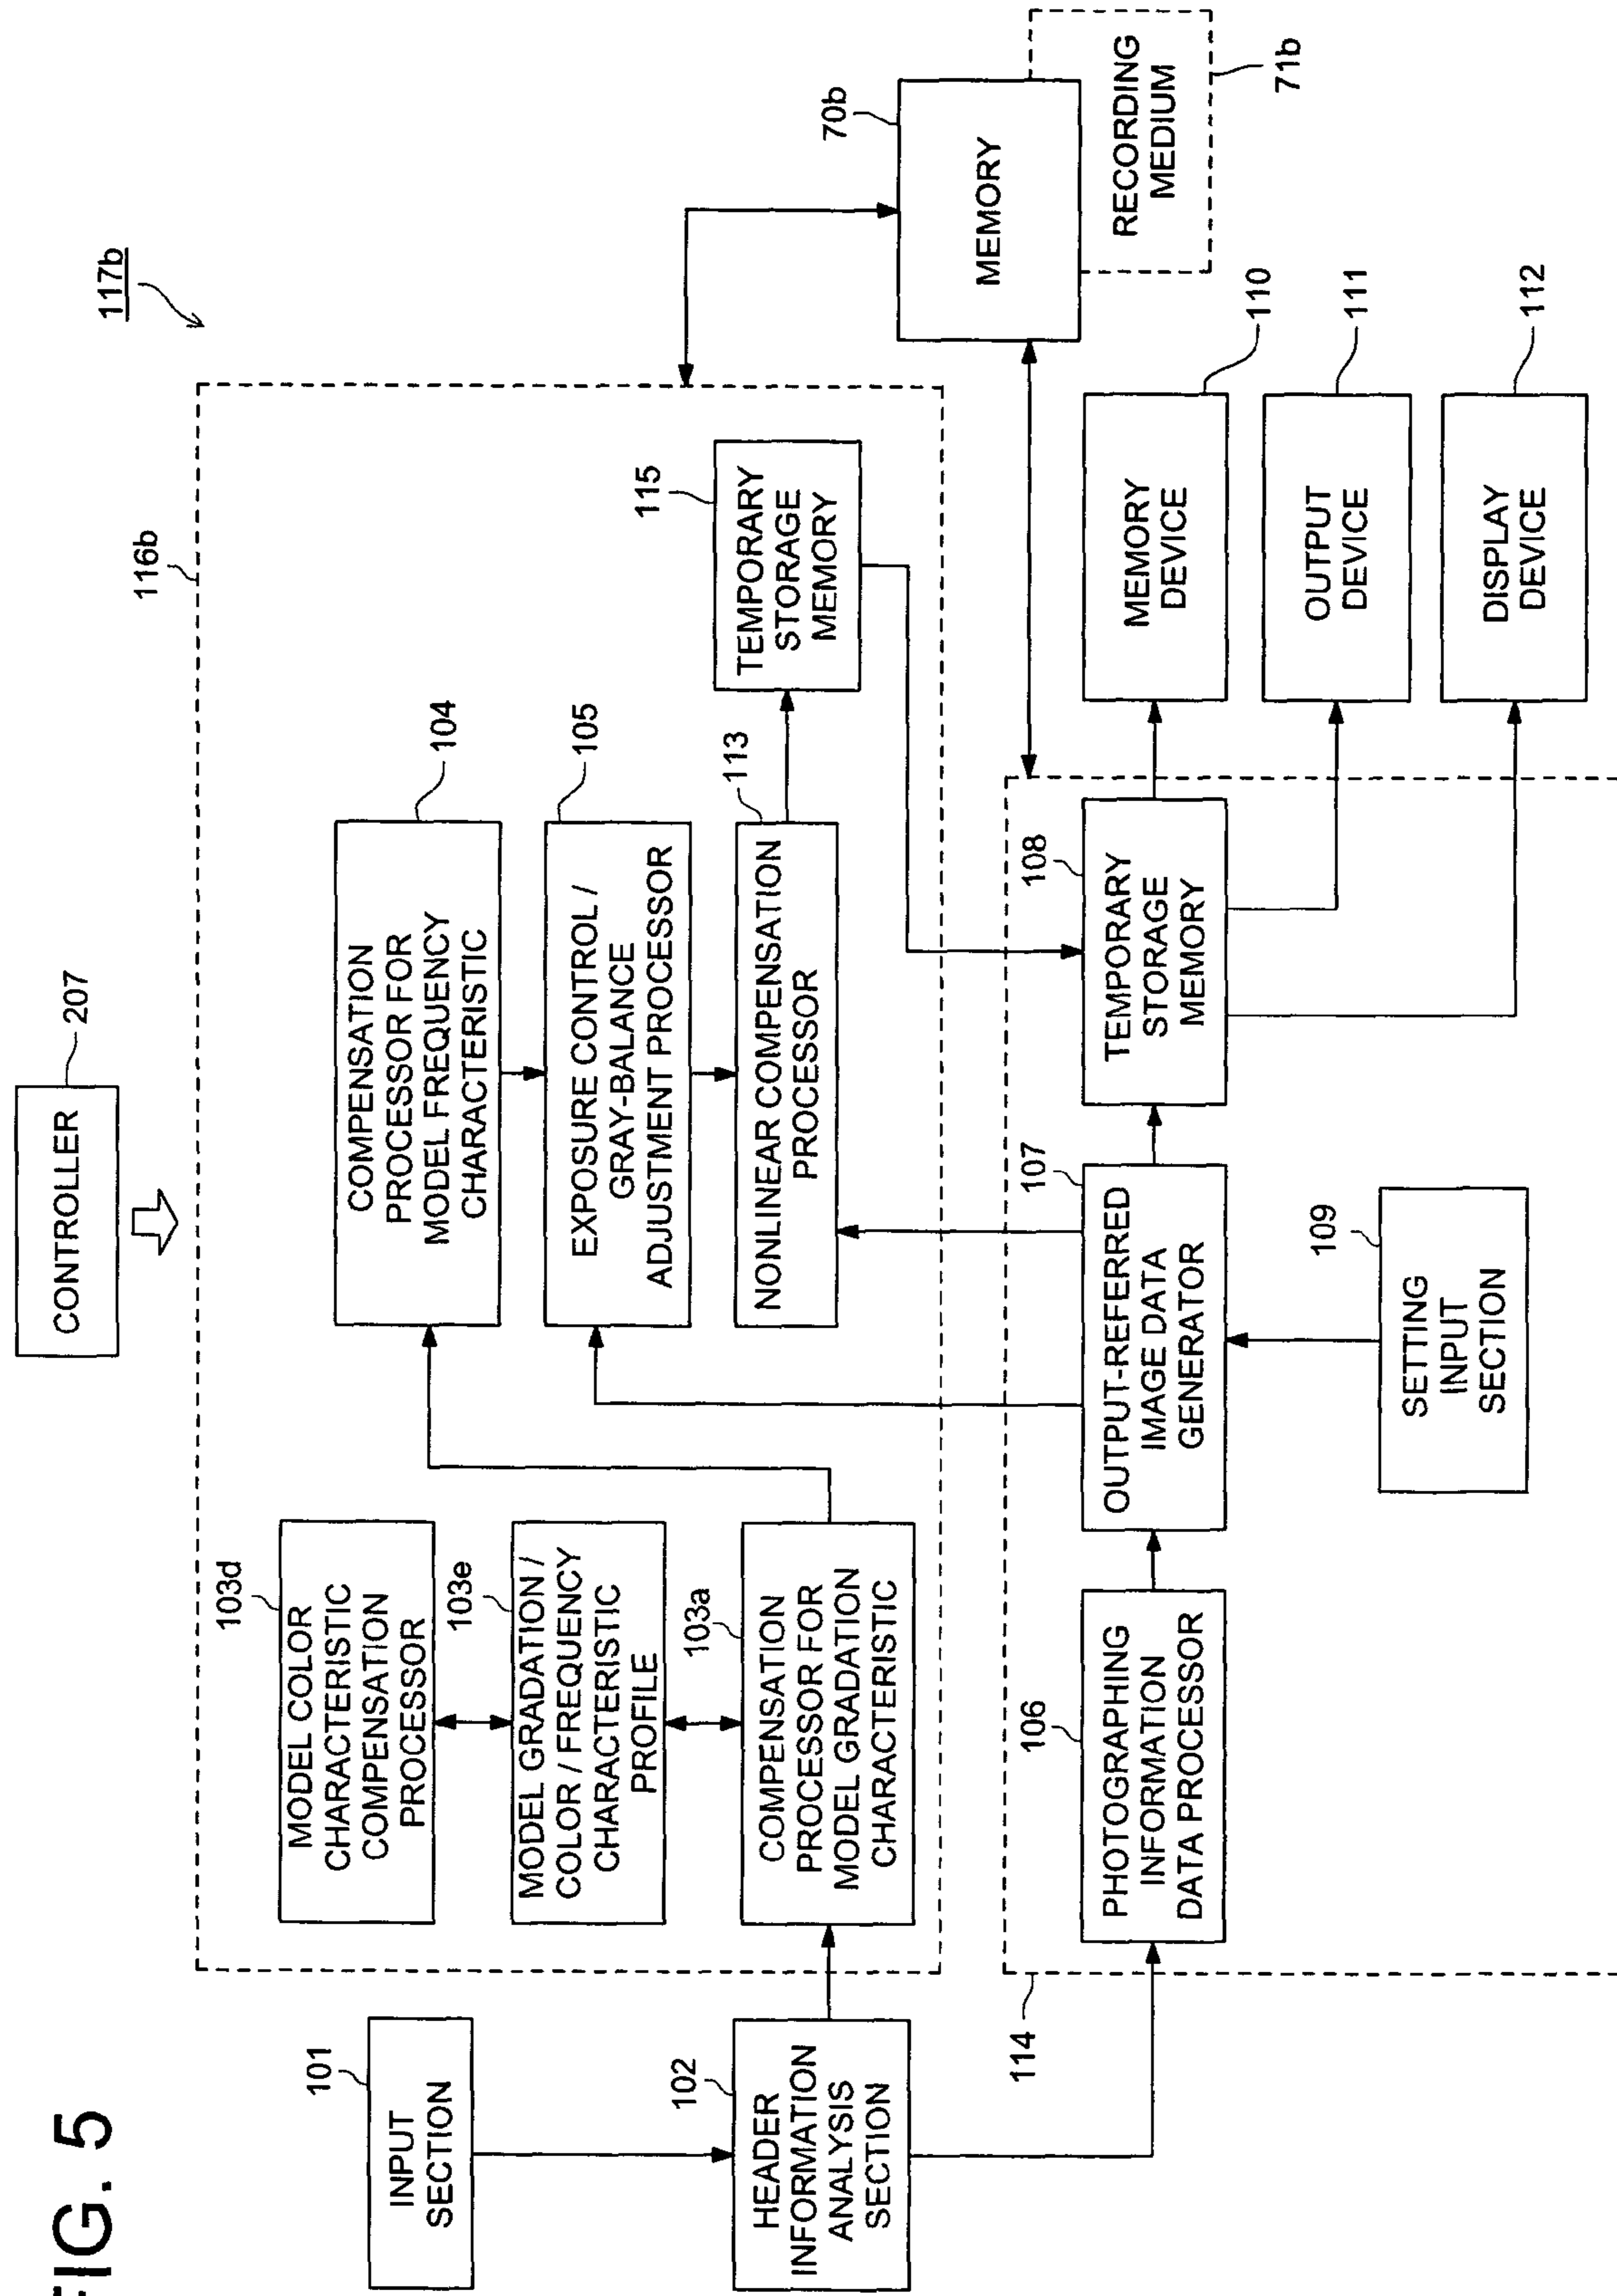 FIG. 5
117b
CONTROLLER
207
116b
103d
MODEL COLOR
CHARACTERISTIC
COMPENSATION
PROCESSOR
103e
MODEL GRADATION /
COLOR / FREQUENCY
CHARACTERISTIC
PROFILE
103a
COMPENSATION
PROCESSOR FOR
MODEL GRADATION
CHARACTERISTIC
COMPENSATION
PROCESSOR FOR
MODEL FREQUENCY
CHARACTERISTIC
104
EXPOSURE CONTROL /
GRAY-BALANCE
ADJUSTMENT PROCESSOR
105
NONLINEAR COMPENSATION
PROCESSOR
113
115
TEMPORARY
STORAGE
MEMORY
101
INPUT
SECTION
102
HEADER
INFORMATION
ANALYSIS
SECTION
70b
MEMORY
RECORDING
MEDIUM
71b
114
106
PHOTOGRAPHING
INFORMATION
DATA PROCESSOR
107
OUTPUT-REFERRED
IMAGE DATA
GENERATOR
108
TEMPORARY
STORAGE
MEMORY
109
SETTING
INPUT
SECTION
MEMORY
DEVICE
110
OUTPUT
DEVICE
111
DISPLAY
DEVICE
112